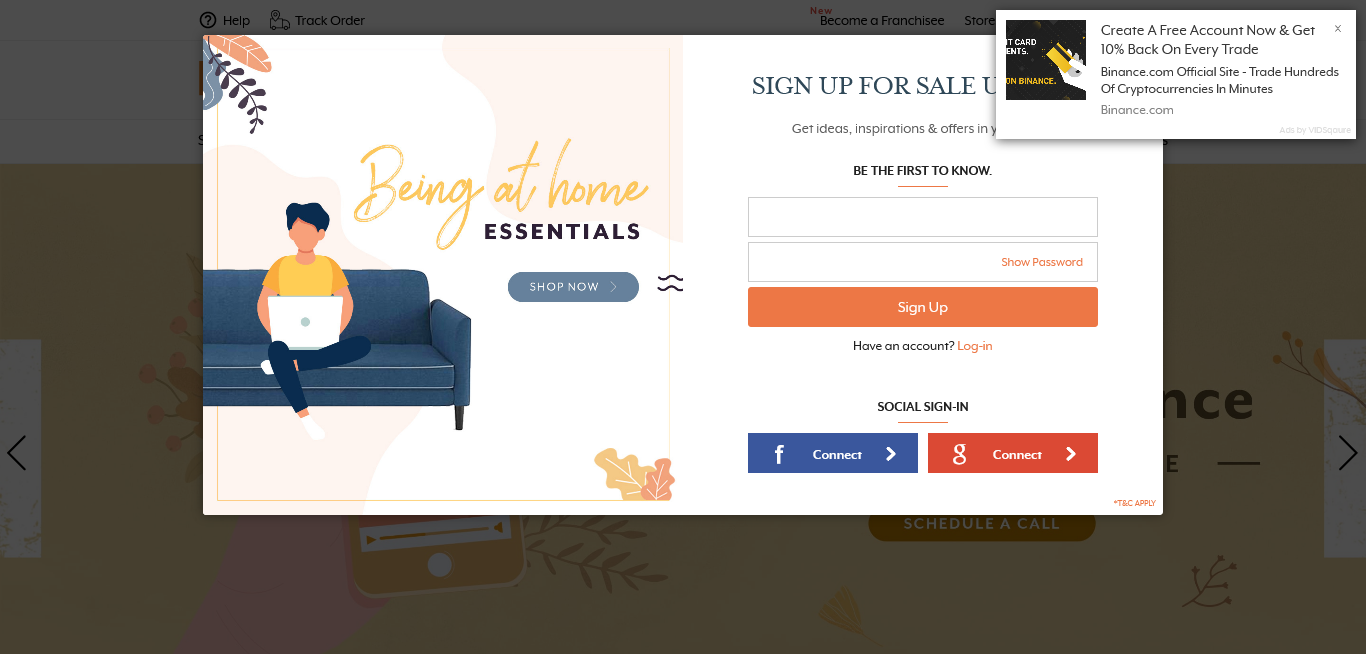 Help
Track Order
New
Become a Franchisee
Store
Create A Free Account Now & Get
10% Back On Every Trade
X
Binance.com Official Site - Trade Hundreds
Of Cryptocurrencies In Minutes
Binance.com
Ads by VIDSqaure
IT CARD
ENTS.
ON BINANCE.
SIGN UP FOR SALE U
Get ideas, inspirations & offers in y
BE THE FIRST TO KNOW.
Being at home
ESSENTIALS
SHOP NOW
Show Password
Sign Up
Have an account? Log-in
SOCIAL SIGN-IN
f Connect
g Connect
*T&C APPLY
nce
E
SCHEDULE A CALL